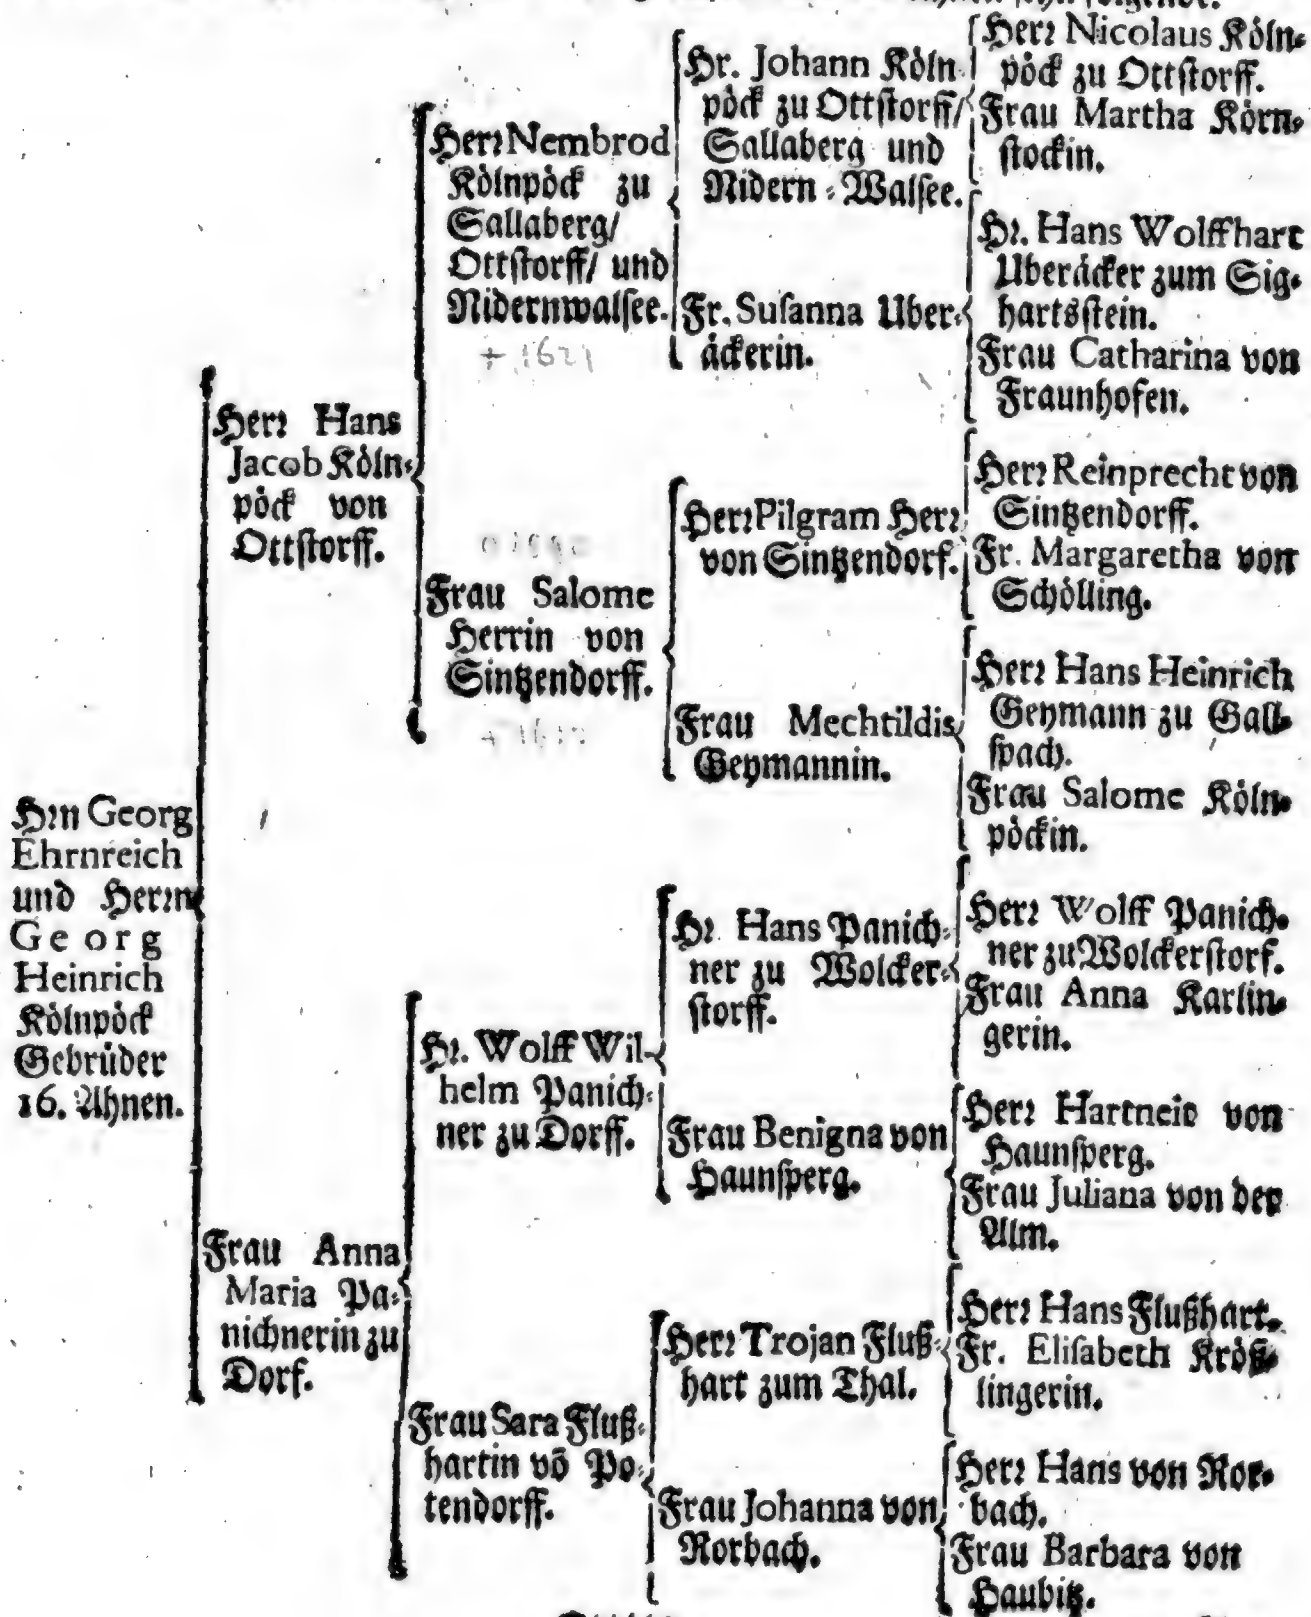 Herr Nicolaus Köln-
pöck zu Ottstorff.
Frau Martha Körn-
stockin.
Hr. Johann Köln
pöck zu Ottstorff/
Sallaberg und
Nidern-Walsee.
Hr. Hans Wolffhart
Uberäcker zum Sig-
hartsstein.
Frau Catharina von
Fraunhofen.
Fr. Susanna Uber-
äckerin.
Herr Nembrod
Kölnpöck zu
Sallaberg/
Ottstorff/ und
Nidernwalsee.
+ 1621
Herr Hans
Jacob Köln-
pöck von
Ottstorff.
Herr Reinprecht von
Sintzendorff.
Fr. Margaretha von
Schölling.
Herr Pilgram Herr
von Sintzendorf.
Frau Salome
Herrin von
Sintzendorff.
Herr Hans Heinrich
Geymann zu Gall-
spach.
Frau Salome Köln-
pöckin.
Frau Mechtildis
Geymannin.
Hrn Georg
Ehrnreich
und Herrn
Georg
Heinrich
Kölnpöck
Gebrüder
16. Ahnen.
Herr Wolff Panich-
ner zu Wolckerstorf.
Frau Anna Karlin-
gerin.
Hr. Hans Panich-
ner zu Wolcker-
storff.
Hr. Wolff Wil-
helm Panich-
ner zu Dorff.
Herr Hartneid von
Haunsperg.
Frau Juliana von der
Alm.
Frau Benigna von
Haunsperg.
Frau Anna
Maria Pa-
nichnerin zu
Dorf.
Herr Hans Flußhart.
Fr. Elisabeth Kröß-
lingerin.
Herr Trojan Fluß-
hart zum Thal.
Frau Sara Fluß-
hartin võ Po-
tendorff.
Herr Hans von Ror-
bach.
Frau Barbara von
Haubitz.
Frau Johanna von
Rorbach.